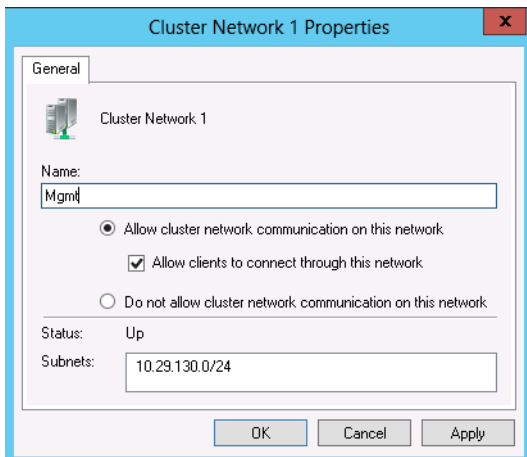 Cluster Network 1 Properties
x
General
Cluster Network 1
Name:
Mgmt
Allow cluster network communication on this network
Allow clients to connect through this network
Do not allow cluster network communication on this network
Status: Up
Subnets: 10.29.130.0/24
OK Cancel Apply